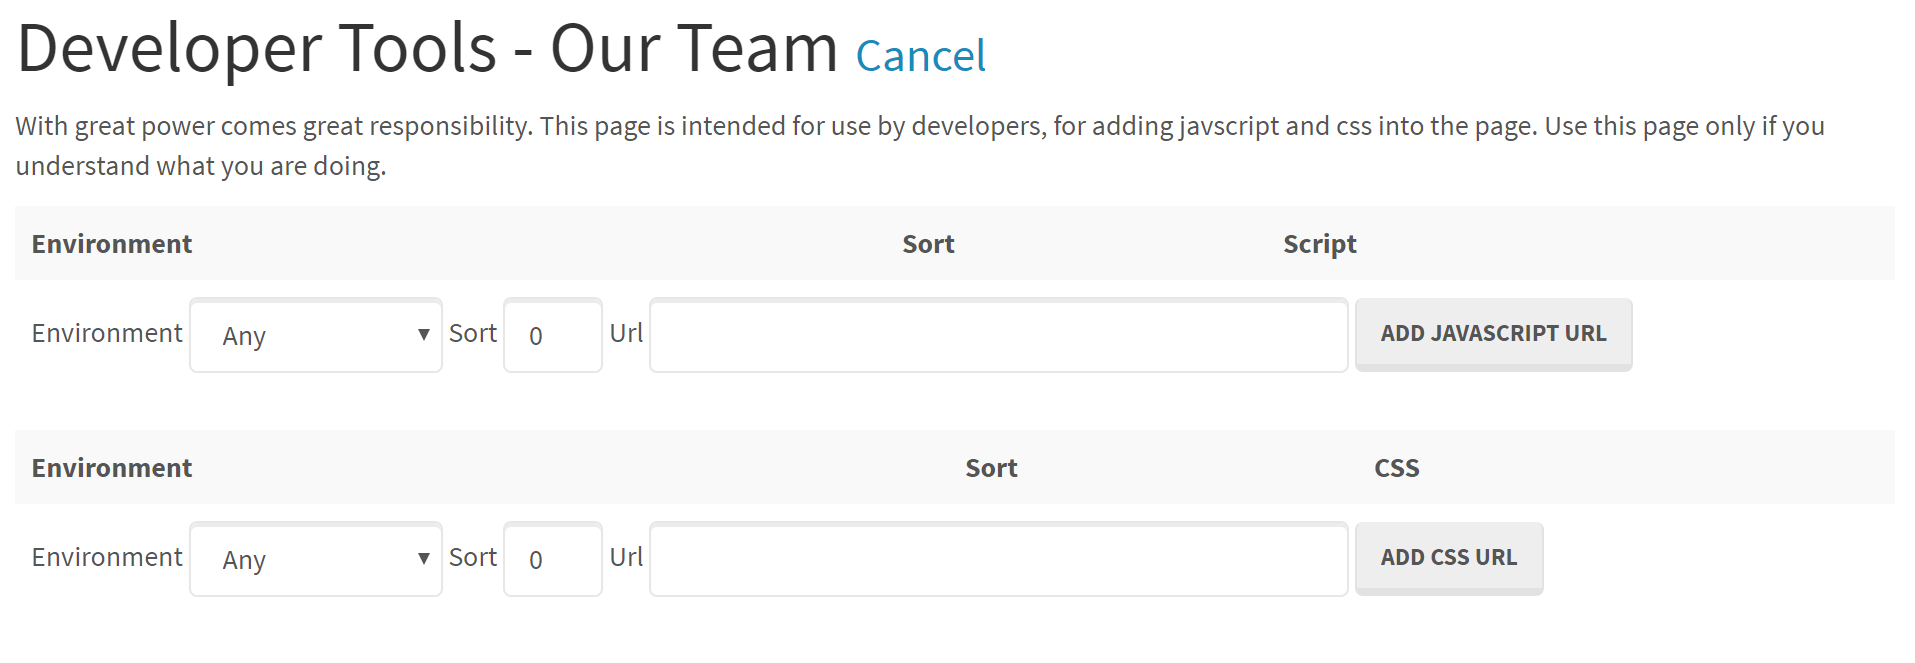 Developer Tools - Our Team Cancel
With great power comes great responsibility. This page is intended for use by developers, for adding javscript and css into the page. Use this page only if you
understand what you are doing.
Environment Sort Script
Environment Any ▼ Sort 0 Url ADD JAVASCRIPT URL
Environment Sort CSS
Environment Any ▼ Sort 0 Url ADD CSS URL